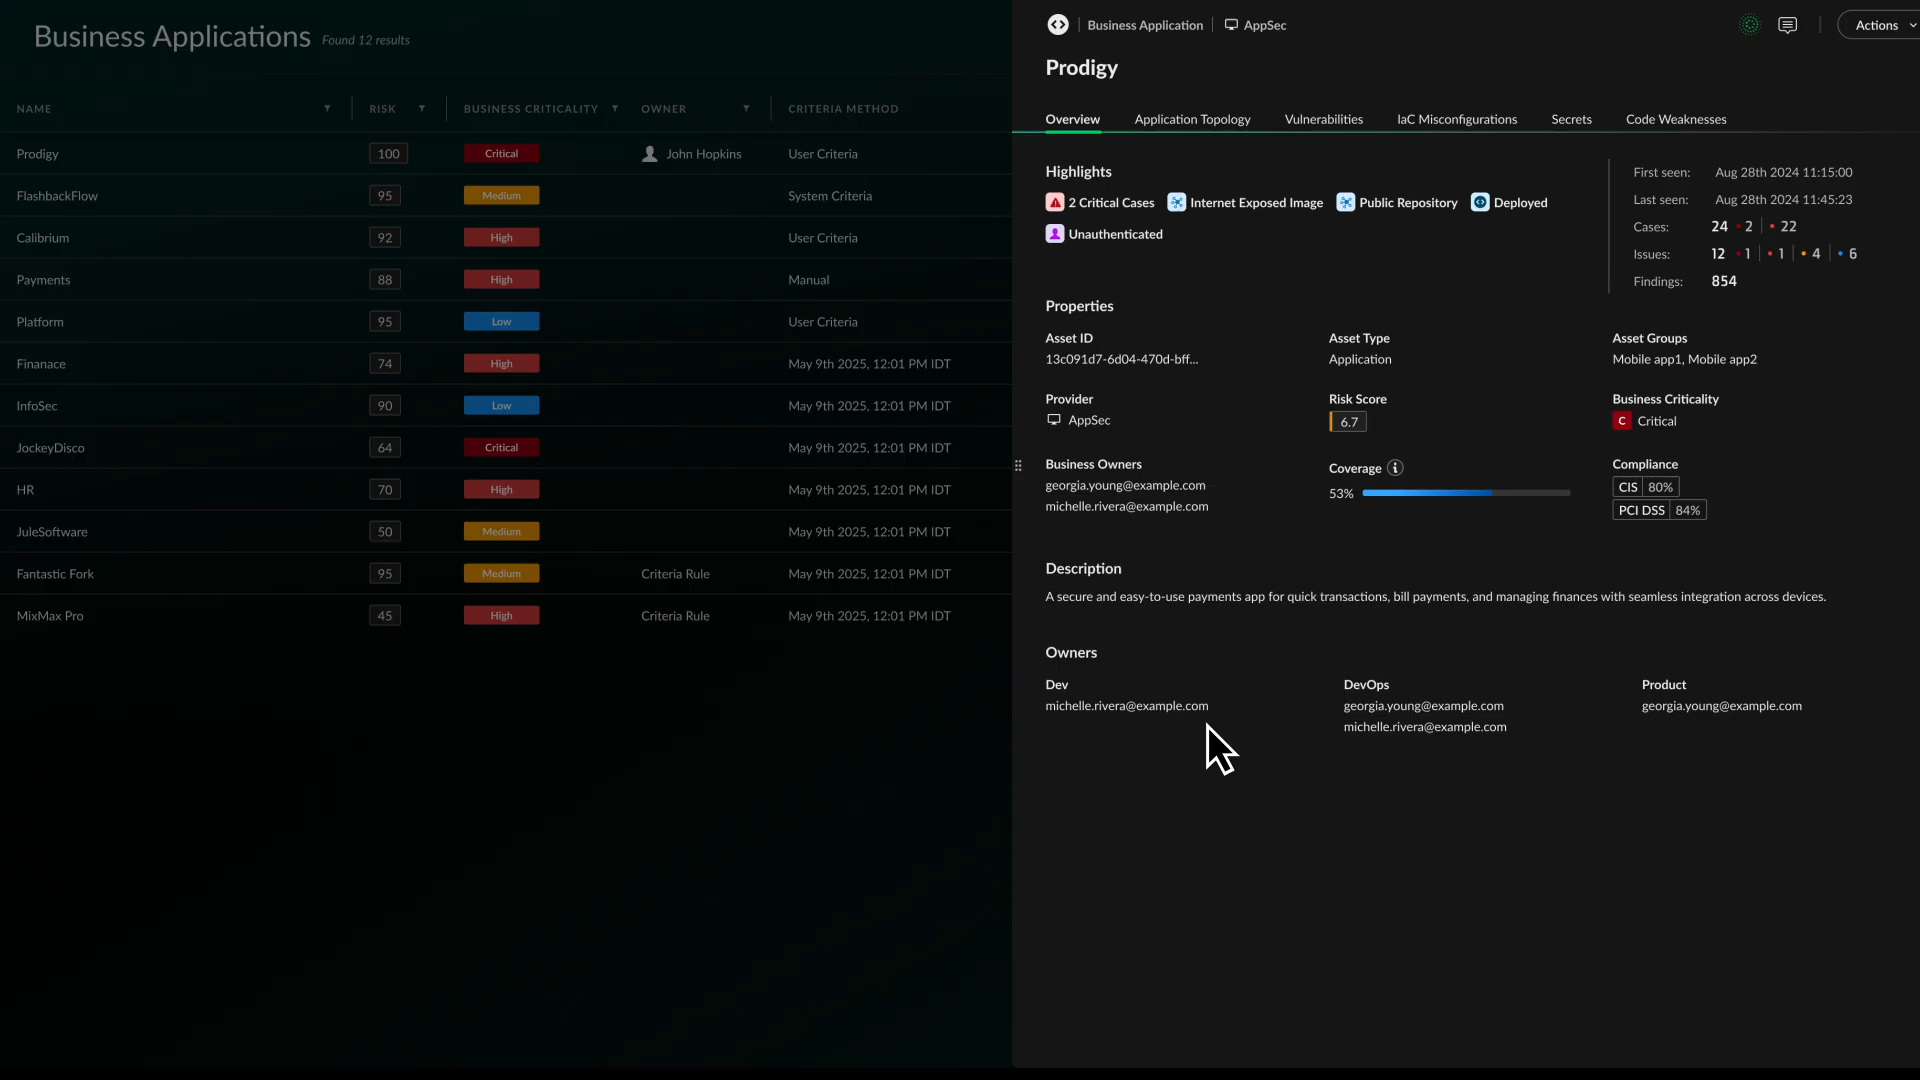 Business Applications Found 12 results
NAME RISK BUSINESS CRITICALITY OWNER CRITERIA METHOD
Prodigy 100 Critical John Hopkins User Criteria
FlashbackFlow 95 Medium System Criteria
Calibrium 92 High User Criteria
Payments 88 High Manual
Platform 95 Low User Criteria
Finanace 74 High May 9th 2025, 12:01 PM IDT
InfoSec 90 Low May 9th 2025, 12:01 PM IDT
JockeyDisco 64 Critical May 9th 2025, 12:01 PM IDT
HR 70 High May 9th 2025, 12:01 PM IDT
JuleSoftware 50 Medium May 9th 2025, 12:01 PM IDT
Fantastic Fork 95 Medium Criteria Rule May 9th 2025, 12:01 PM IDT
MixMax Pro 45 High Criteria Rule May 9th 2025, 12:01 PM IDT
Business Application AppSec Actions
Prodigy
Overview Application Topology Vulnerabilities IaC Misconfigurations Secrets Code Weaknesses
Highlights
2 Critical Cases Internet Exposed Image Public Repository Deployed
Unauthenticated
First seen: Aug 28th 2024 11:15:00
Last seen: Aug 28th 2024 11:45:23
Cases: 24 2 22
Issues: 12 1 1 4 6
Findings: 854
Properties
Asset ID Asset Type Asset Groups
13c091d7-6d04-470d-bff... Application Mobile app1, Mobile app2
Provider Risk Score Business Criticality
AppSec 6.7 C Critical
Business Owners Coverage Compliance
georgia.young@example.com 53% CIS 80%
michelle.rivera@example.com PCI DSS 84%
Description
A secure and easy-to-use payments app for quick transactions, bill payments, and managing finances with seamless integration across devices.
Owners
Dev DevOps Product
michelle.rivera@example.com georgia.young@example.com georgia.young@example.com
michelle.rivera@example.com